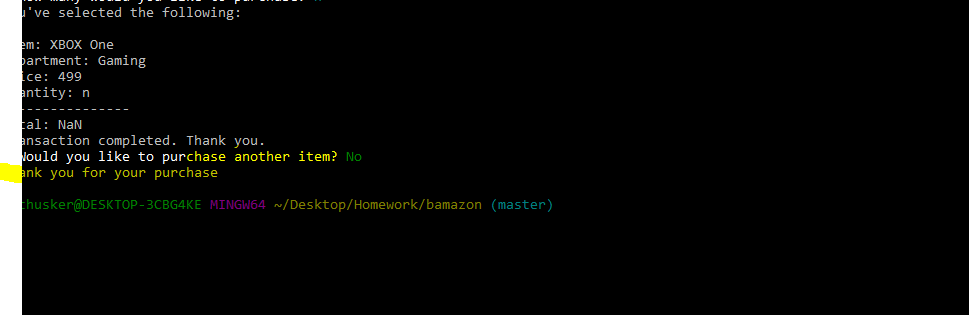 u've selected the following:
em: XBOX One
partment: Gaming
ice: 499
antity: n
--------------
tal: NaN
ansaction completed. Thank you.
Would you like to purchase another item? No
ank you for your purchase
chusker@DESKTOP-3CBG4KE MINGW64 ~/Desktop/Homework/bamazon (master)